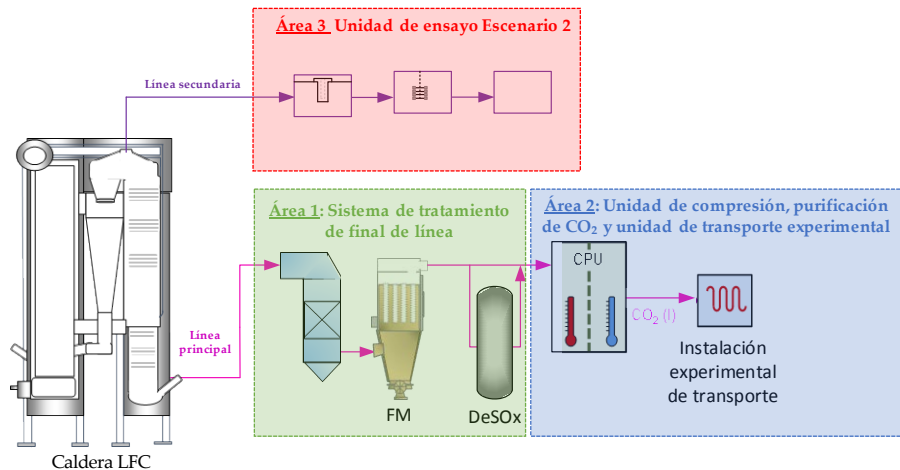 Área 3 Unidad de ensayo Escenario 2
Línea secundaria
Área 1: Sistema de tratamiento
de final de línea
Área 2: Unidad de compresión, purificación
de CO₂ y unidad de transporte experimental
CPU
CO₂ (l)
Línea
principal
Instalación
experimental
de transporte
FM
DeSOx
Caldera LFC